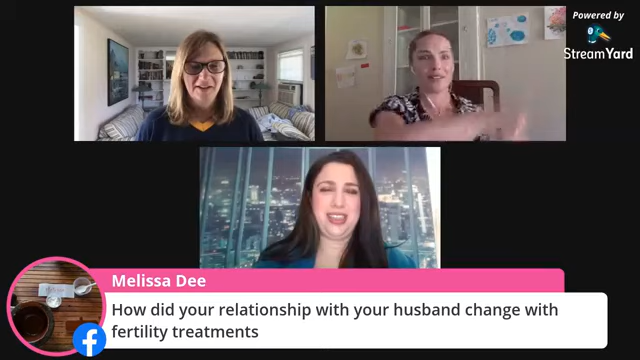 Powered by
StreamYard
Melissa Dee
How did your relationship with your husband change with
fertility treatments